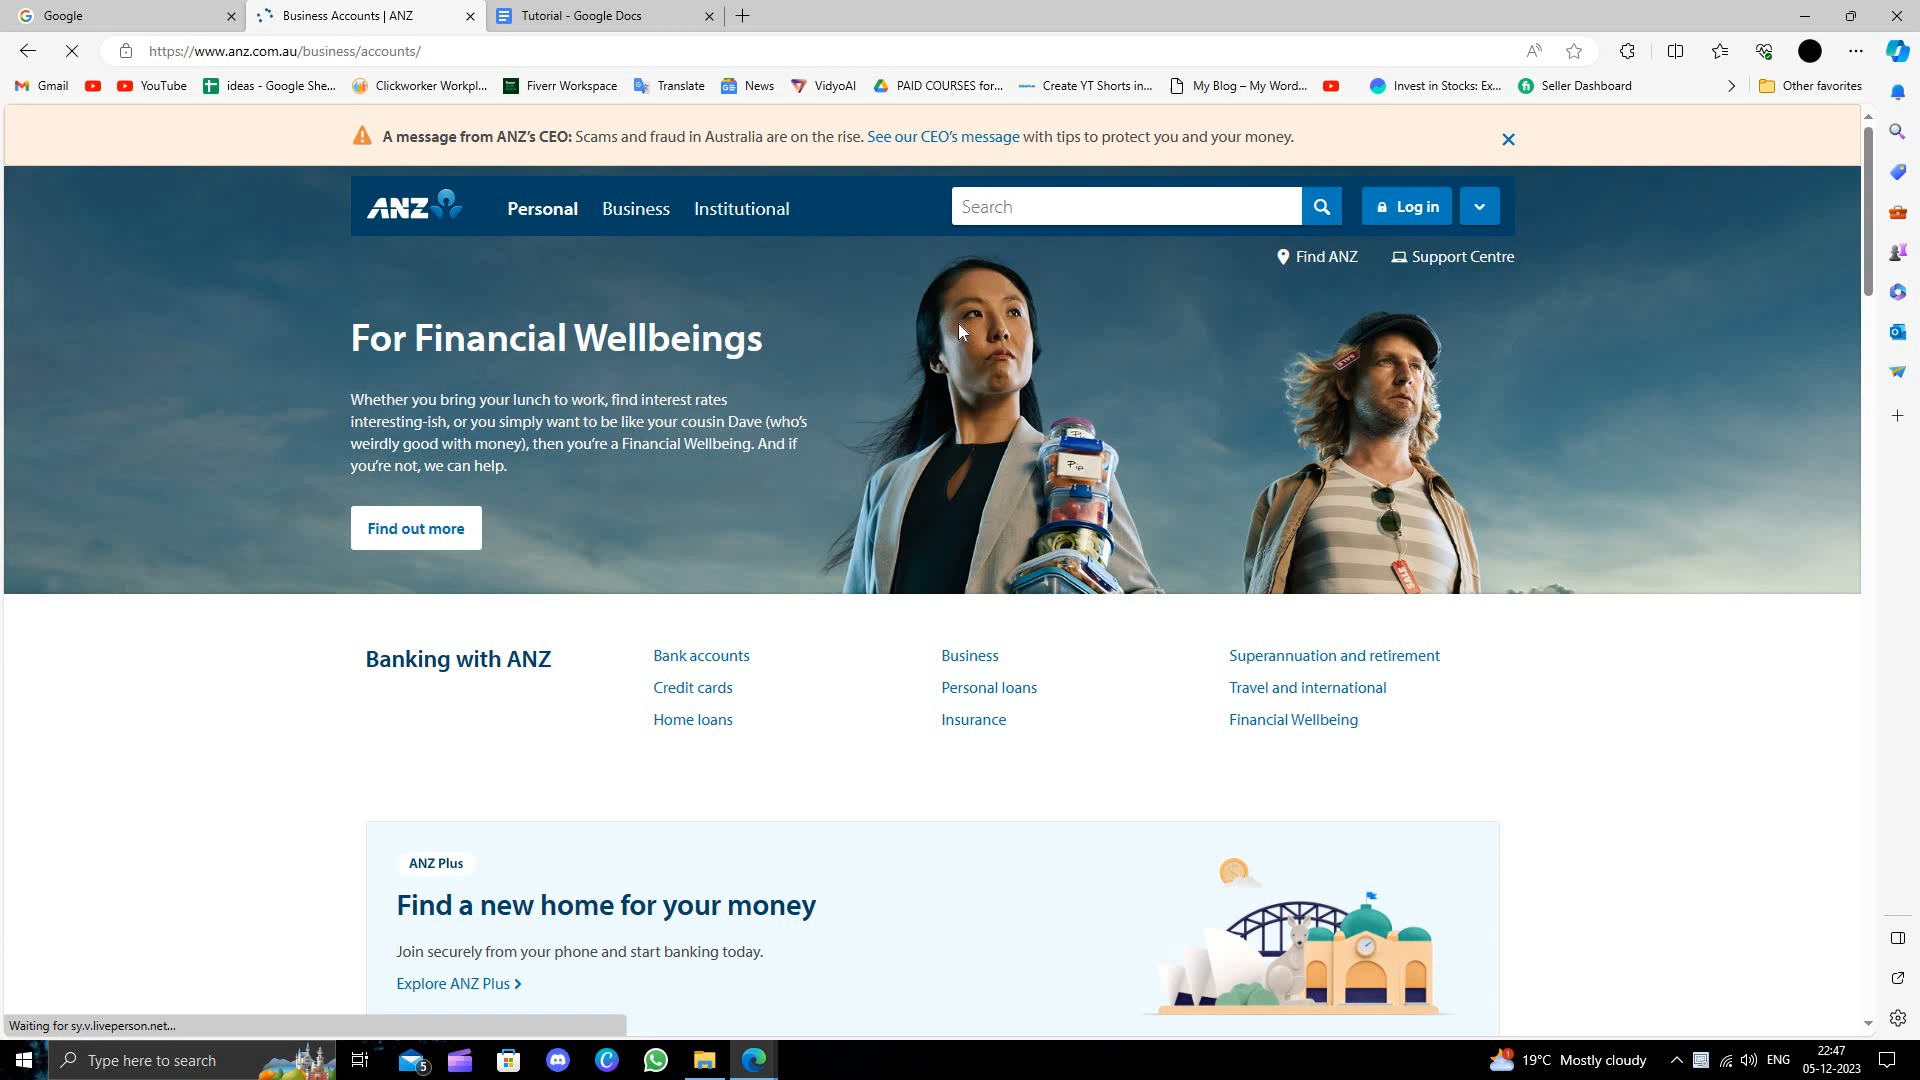 Google
Business Accounts | ANZ
Tutorial - Google Docs
https://www.anz.com.au/business/accounts/
Gmail
YouTube
ideas - Google She...
Clickworker Workpl...
Fiverr Workspace
Translate
News
VidyoAI
PAID COURSES for...
Create YT Shorts in...
My Blog – My Word...
Invest in Stocks: Ex...
Seller Dashboard
Other favorites
A message from ANZ's CEO: Scams and fraud in Australia are on the rise. See our CEO's message with tips to protect you and your money.
ANZ
Personal
Business
Institutional
Search
Log in
Find ANZ
Support Centre
For Financial Wellbeings
Whether you bring your lunch to work, find interest rates
interesting-ish, or you simply want to be like your cousin Dave (who's
weirdly good with money), then you're a Financial Wellbeing. And if
you're not, we can help.
Find out more
Pip
SALE
SALE
Banking with ANZ
Bank accounts
Business
Superannuation and retirement
Credit cards
Personal loans
Travel and international
Home loans
Insurance
Financial Wellbeing
ANZ Plus
Find a new home for your money
Join securely from your phone and start banking today.
Explore ANZ Plus
Waiting for sy.v.liveperson.net...
Type here to search
5
1
19°C Mostly cloudy
ENG
22:47
05-12-2023